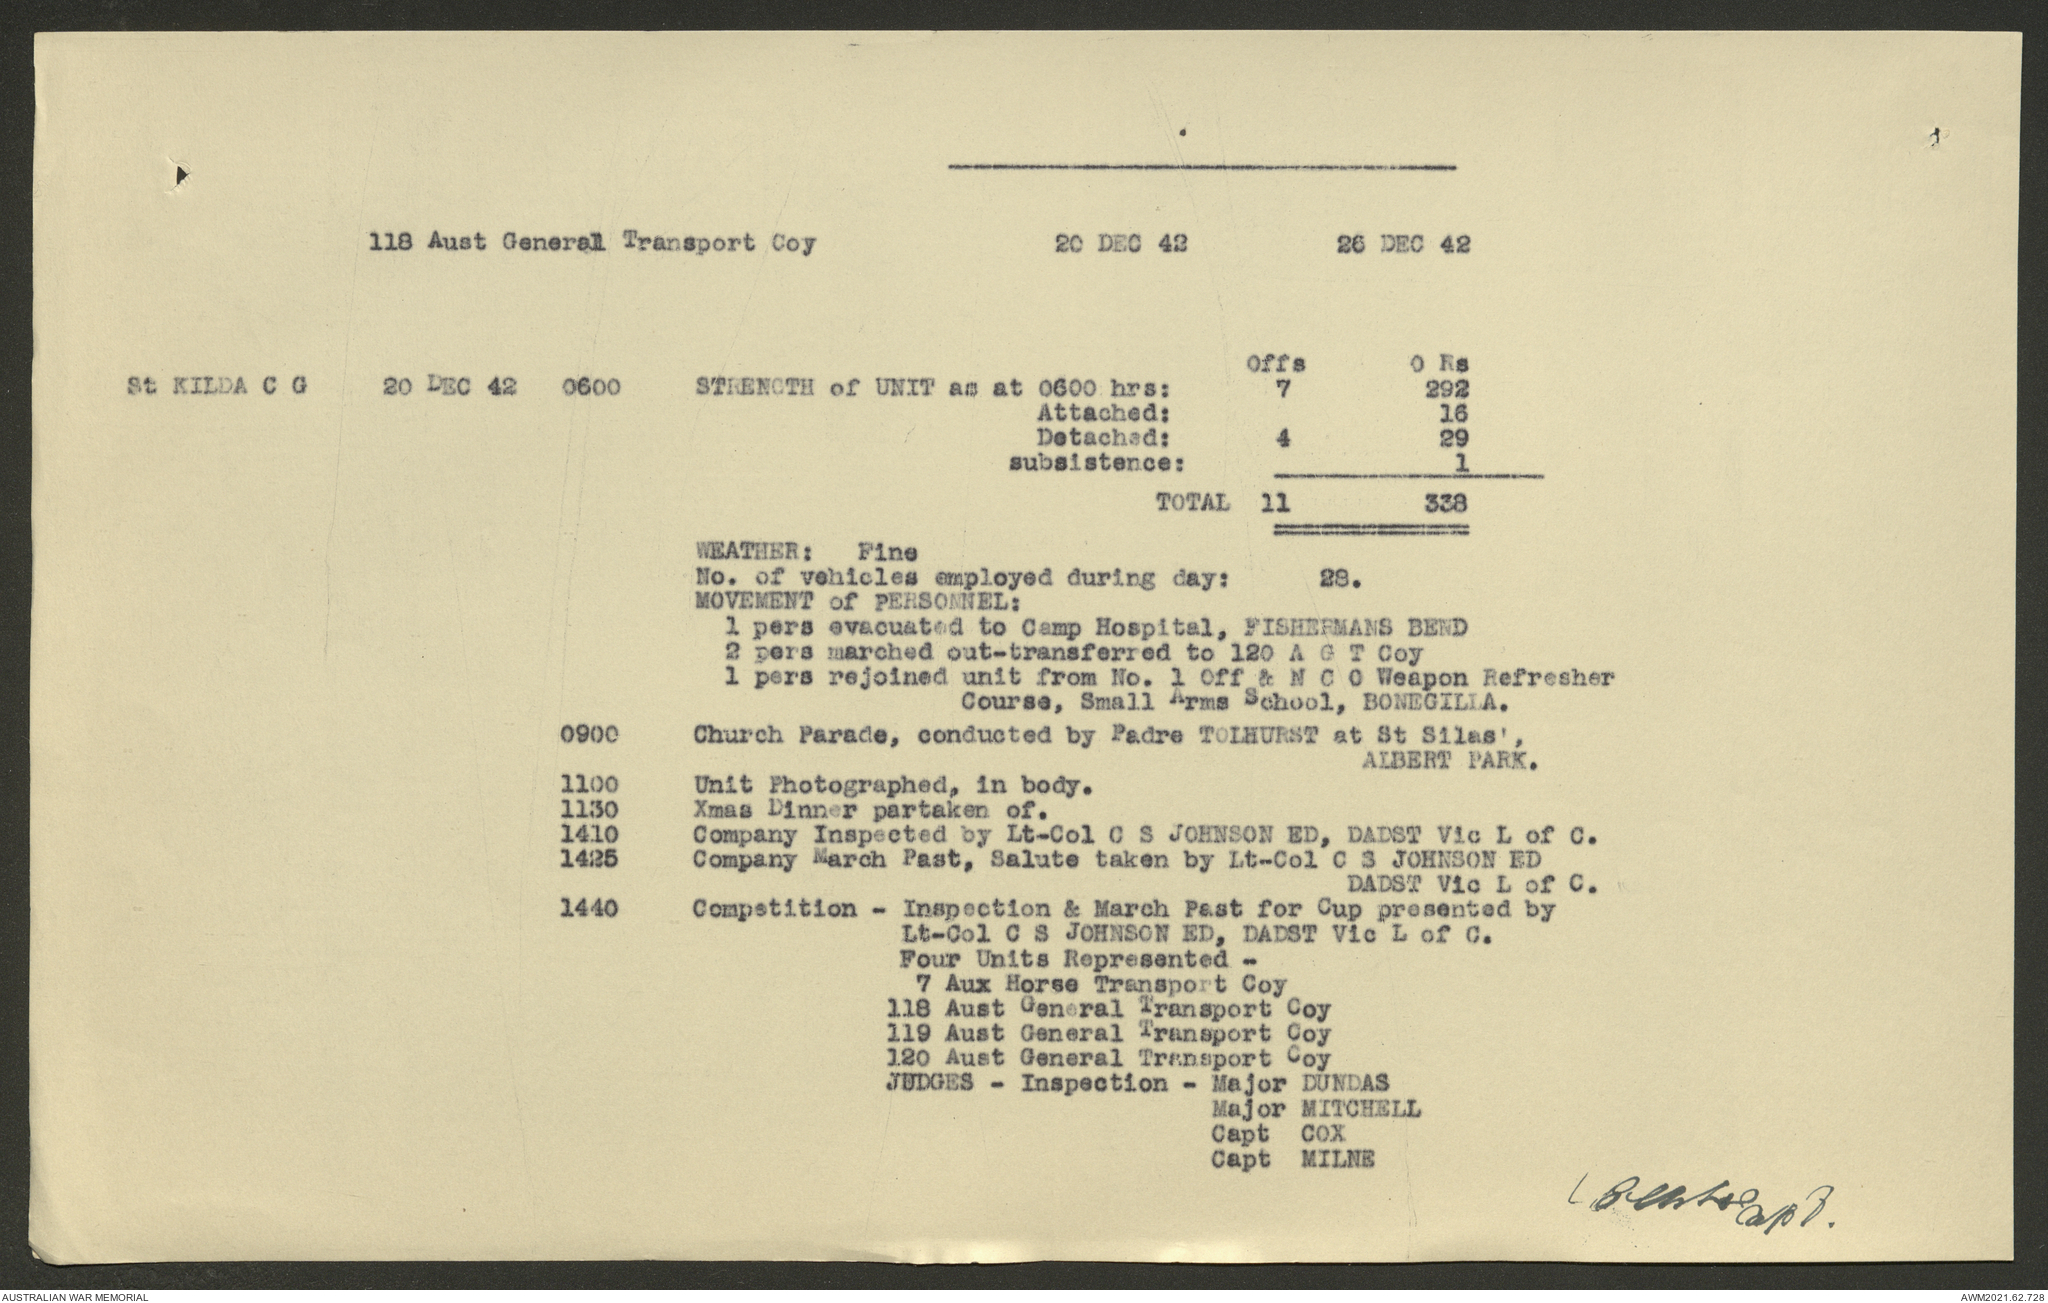 118 Aust General Transport Coy 20 DEC 42 26 DEC 42
Offs O Rs
St KILDA C G 20 DEC 42 0600 STRENGTH of UNIT as at 0600 hrs: 7 292
Attached: 16
Detached: 4 29
subsistence: 1
TOTAL 11 338
WEATHER: Fine
No. of vehicles employed during day: 28.
MOVEMENT of PERSONNEL:
1 pers evacuated to Camp Hospital, FISHERMANS BEND
2 pers marched out-transferred to 120 A G T Coy
1 pers rejoined unit from No. 1 Off & N C O Weapon Refresher
Course, Small Arms School, BONEGILLA.
0900 Church Parade, conducted by Padre TOLHURST at St Silas',
ALBERT PARK.
1100 Unit Photographed, in body.
1130 Xmas Dinner partaken of.
1410 Company Inspected by Lt-Col C S JOHNSON ED, DADST Vic L of C.
1425 Company March Past, Salute taken by Lt-Col C S JOHNSON ED
DADST Vic L of C.
1440 Competition - Inspection & March Past for Cup presented by
Lt-Col C S JOHNSON ED, DADST Vic L of C.
Four Units Represented -
7 Aux Horse Transport Coy
118 Aust General Transport Coy
119 Aust General Transport Coy
120 Aust General Transport Coy
JUDGES - Inspection - Major DUNDAS
Major MITCHELL
Capt COX
Capt MILNE
Capt.
AUSTRALIAN WAR MEMORIAL AWM2021.62.728